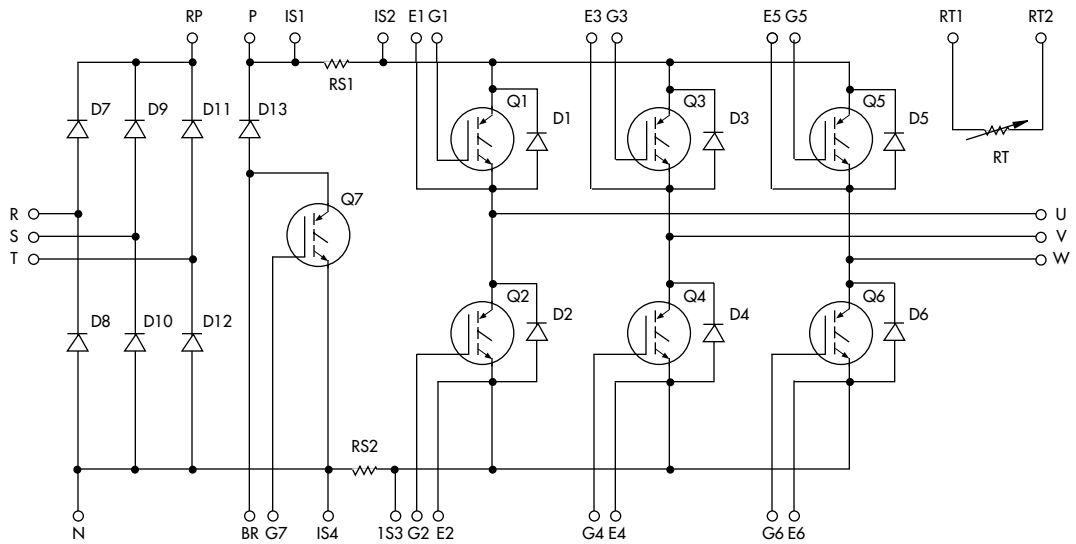 RP P IS1 IS2 E1 G1 E3 G3 E5 G5 RT1 RT2
RS1
D7 D9 D11 D13 Q1 D1 Q3 D3 Q5 D5
RT
Q7
R U
S V
T W
D8 D10 D12 Q2 D2 Q4 D4 Q6 D6
RS2
N BR G7 IS4 1S3 G2 E2 G4 E4 G6 E6